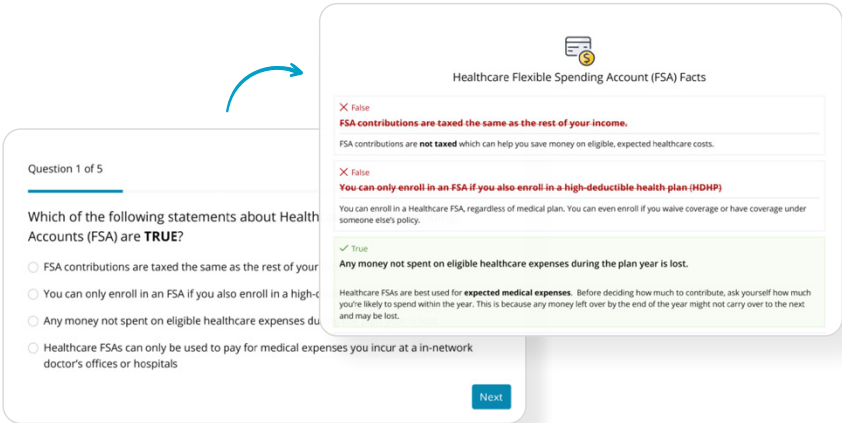 Healthcare Flexible Spending Account (FSA) Facts
False
FSA contributions are taxed the same as the rest of your income.
FSA contributions are not taxed which can help you save money on eligible, expected healthcare costs.
False
You can only enroll in an FSA if you also enroll in a high-deductible health plan (HDHP)
You can enroll in a Healthcare FSA, regardless of medical plan. You can even enroll if you waive coverage or have coverage under
someone else's policy.
True
Any money not spent on eligible healthcare expenses during the plan year is lost.
Healthcare FSAs are best used for expected medical expenses. Before deciding how much to contribute, ask yourself how much
you're likely to spend within the year. This is because any money left over by the end of the year might not carry over to the next
and may be lost.
Question 1 of 5
Which of the following statements about Health
Accounts (FSA) are TRUE?
FSA contributions are taxed the same as the rest of your
You can only enroll in an FSA if you also enroll in a high-
Any money not spent on eligible healthcare expenses du
Healthcare FSAs can only be used to pay for medical expenses you incur at a in-network
doctor's offices or hospitals
Next